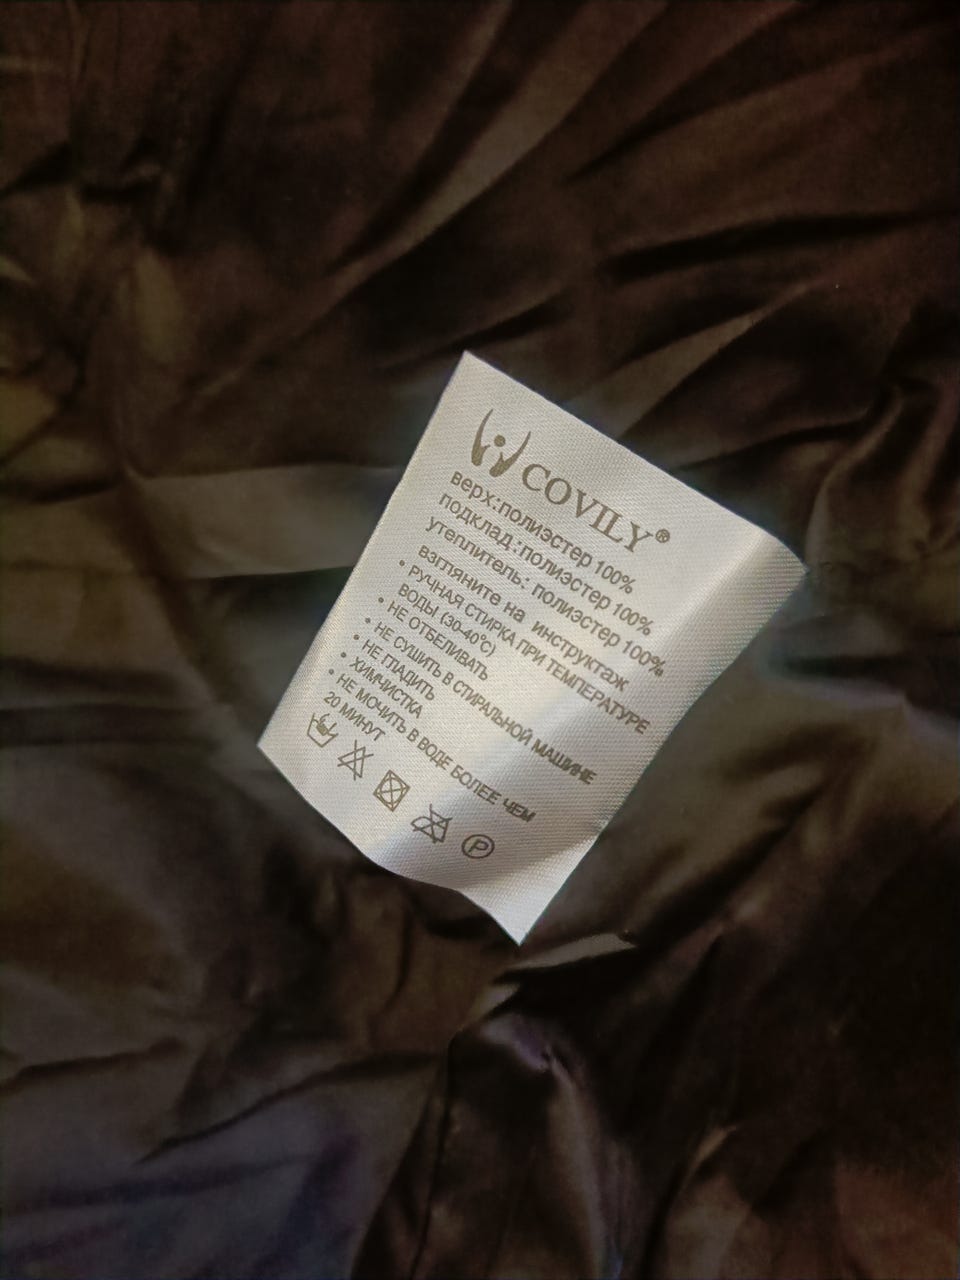 COVILY®
верх:полиэстер 100%
подклад:полиэстер 100%
утеплитель: полиэстер 100%
взгляните на инструктаж
• РУЧНАЯ СТИРКА ПРИ ТЕМПЕРАТУРЕ
ВОДЫ (30-40°C)
• НЕ ОТБЕЛИВАТЬ
• НЕ СУШИТЬ В СТИРАЛЬНОЙ МАШИНЕ
• НЕ ГЛАДИТЬ
• ХИМЧИСТКА
• НЕ МОЧИТЬ В ВОДЕ БОЛЕЕ ЧЕМ
20 МИНУТ
P